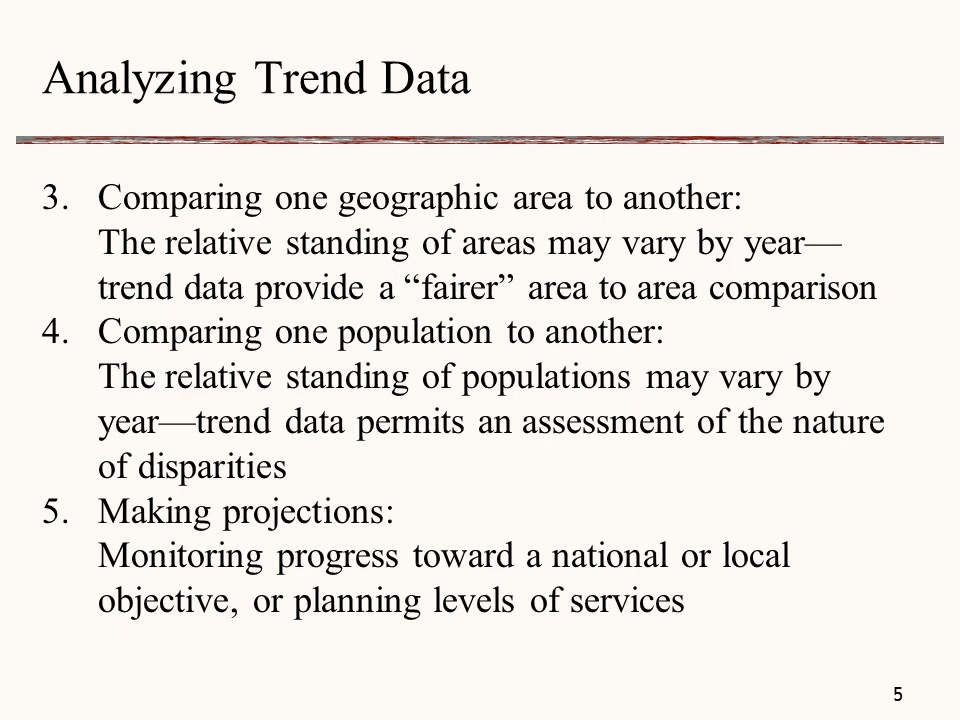 Analyzing Trend Data
3. Comparing one geographic area to another:
The relative standing of areas may vary by year—
trend data provide a “fairer” area to area comparison
4. Comparing one population to another:
The relative standing of populations may vary by
year—trend data permits an assessment of the nature
of disparities
5. Making projections:
Monitoring progress toward a national or local
objective, or planning levels of services
5